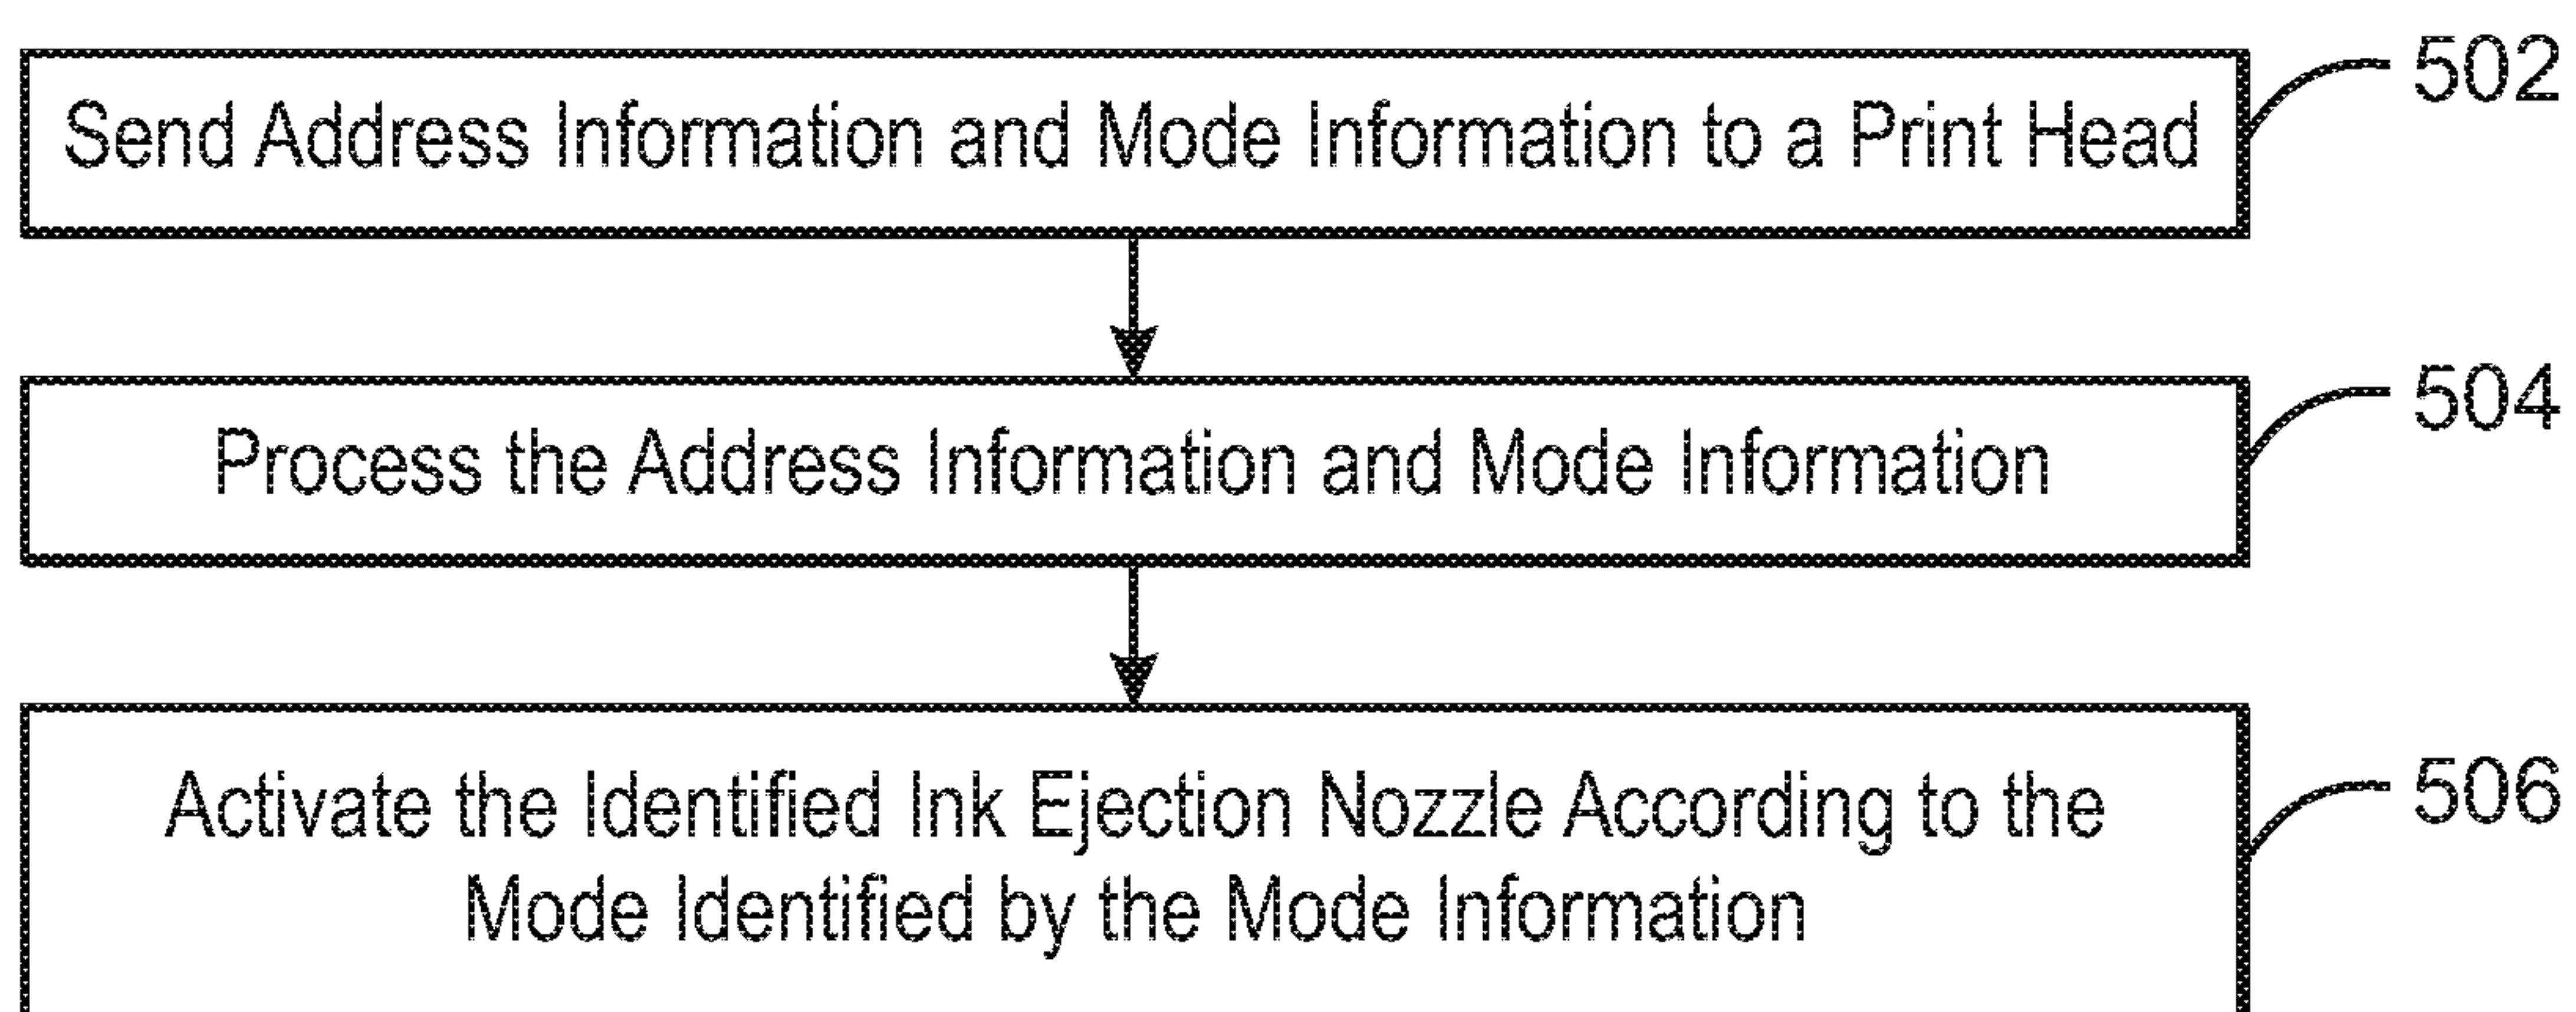 Send Address Information and Mode Information to a Print Head
502
Process the Address Information and Mode Information
504
Activate the Identified Ink Ejection Nozzle According to the
Mode Identified by the Mode Information
506